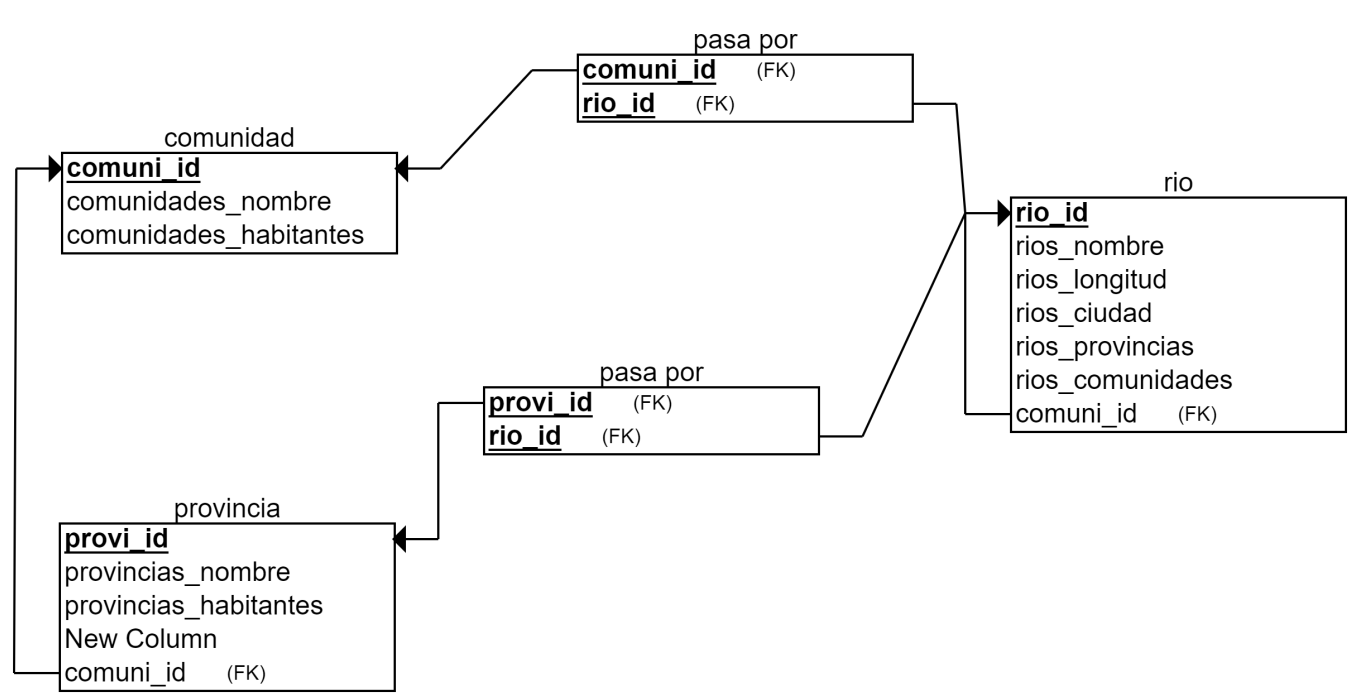 pasa por
comuni_id (FK)
rio_id (FK)
comunidad
comuni_id
comunidades_nombre
comunidades_habitantes
rio
rio_id
rios_nombre
rios_longitud
rios_ciudad
rios_provincias
rios_comunidades
comuni_id (FK)
pasa por
provi_id (FK)
rio_id (FK)
provincia
provi_id
provincias_nombre
provincias_habitantes
New Column
comuni_id (FK)